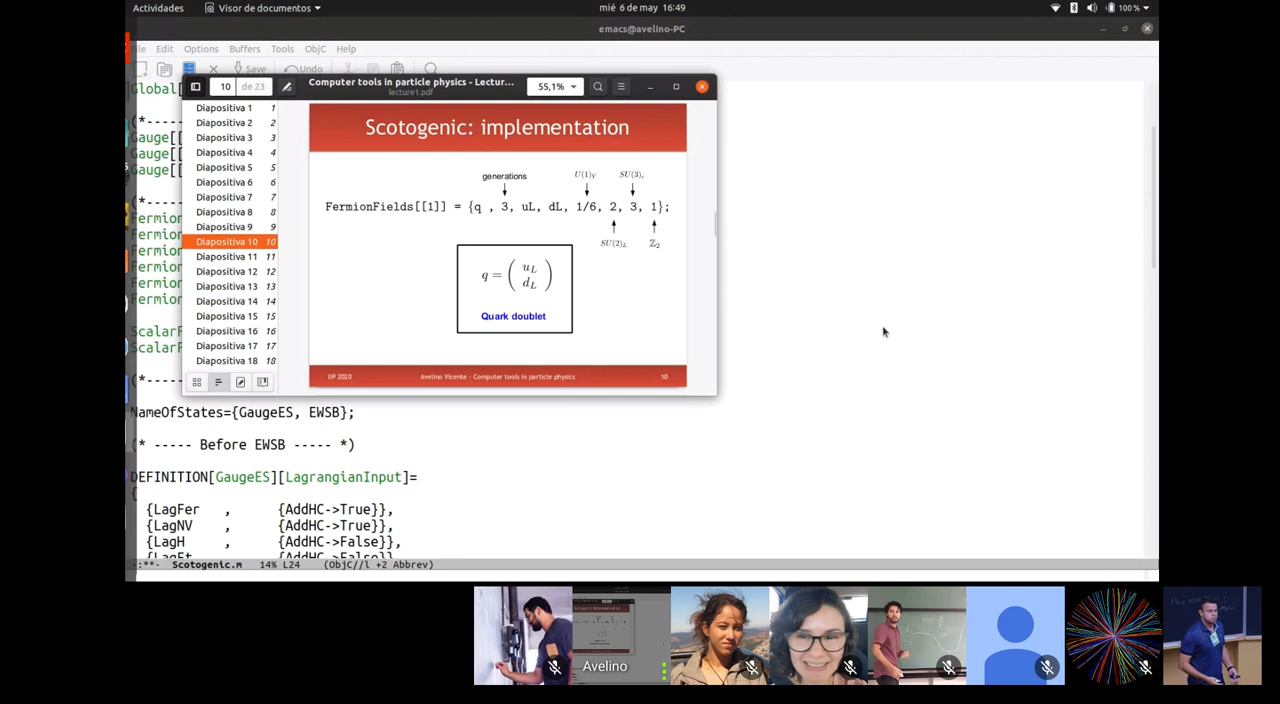 Actividades Visor de documentos mié 6 de may 16:49 100 %
emacs@avelino-PC
Edit Options Buffers Tools ObjC Help
Save Undo
Global[
(*----
Gauge[[
Gauge[[
Gauge[[
(*----
Fermion
Fermion
Fermion
Fermion
Fermion
Fermion
ScalarF
ScalarF
(*----
10 de 23 Computer tools in particle physics - Lectur... 55,1%
lecture1.pdf
Diapositiva 1 1
Diapositiva 2 2
Diapositiva 3 3
Diapositiva 4 4
Diapositiva 5 5
Diapositiva 6 6
Diapositiva 7 7
Diapositiva 8 8
Diapositiva 9 9
Diapositiva 10 10
Diapositiva 11 11
Diapositiva 12 12
Diapositiva 13 13
Diapositiva 14 14
Diapositiva 15 15
Diapositiva 16 16
Diapositiva 17 17
Diapositiva 18 18
Scotogenic: implementation
generations U(1)Y SU(3)c
FermionFields[[1]] = {q , 3, uL, dL, 1/6, 2, 3, 1};
SU(2)L ℤ2
q = ( uL
dL )
Quark doublet
IIP 2020 Avelino Vicente - Computer tools in particle physics 10
NameOfStates={GaugeES, EWSB};
(* ----- Before EWSB ----- *)
DEFINITION[GaugeES][LagrangianInput]=
{
{LagFer , {AddHC->True}},
{LagNV , {AddHC->True}},
{LagH , {AddHC->False}},
-:**- Scotogenic.m 14% L24 (ObjC//l +2 Abbrev)
Avelino